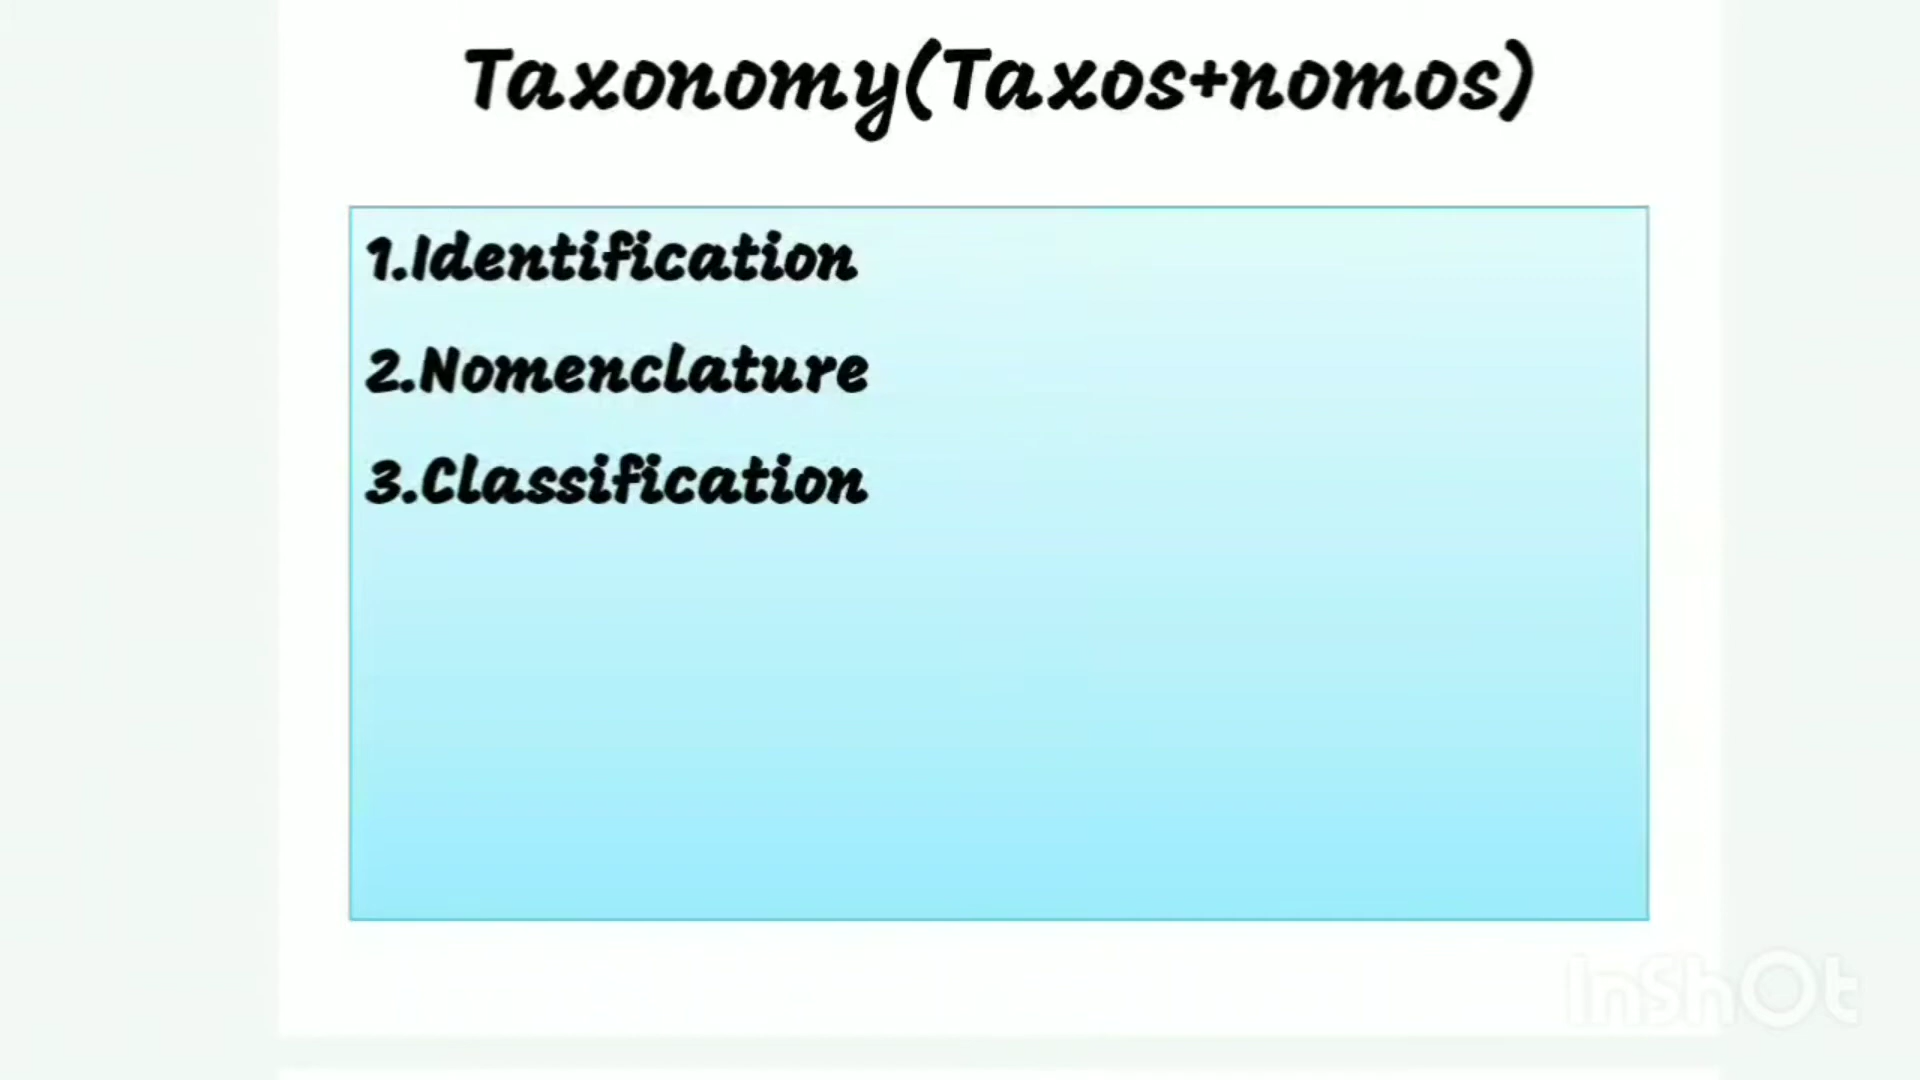 Taxonomy(Taxos+nomos)
1.Identification
2.Nomenclature
3.Classification
InShOt